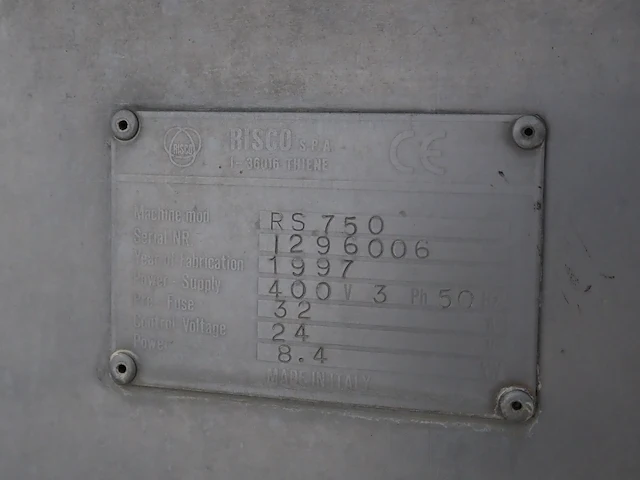 RISCO
RISCO S.P.A
I-36016 THIENE
CE
Machine mod. RS 750
Serial NR 1296006
Year of Fabrication 1997
Power - Supply 400 V 3 Ph 50
Fuse 32
Control Voltage 24
Power 8.4
MADE IN ITALY